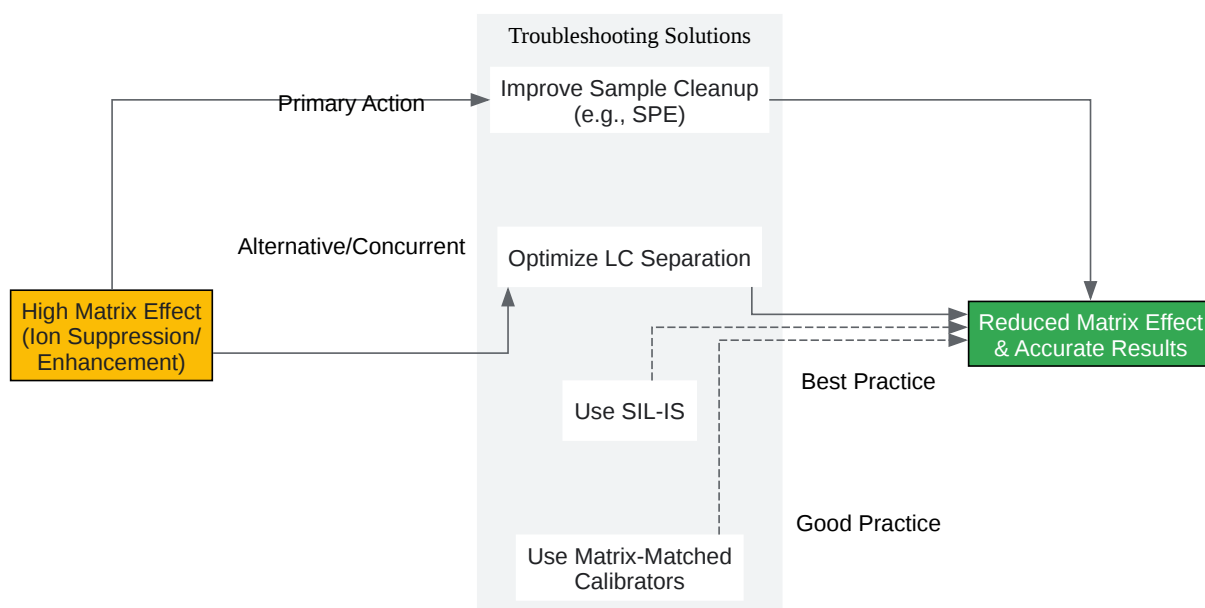 Troubleshooting Solutions
Improve Sample Cleanup
(e.g., SPE)
Primary Action
Alternative/Concurrent
Optimize LC Separation
High Matrix Effect
(Ion Suppression/
Enhancement)
Reduced Matrix Effect
& Accurate Results
Best Practice
Use SIL-IS
Good Practice
Use Matrix-Matched
Calibrators